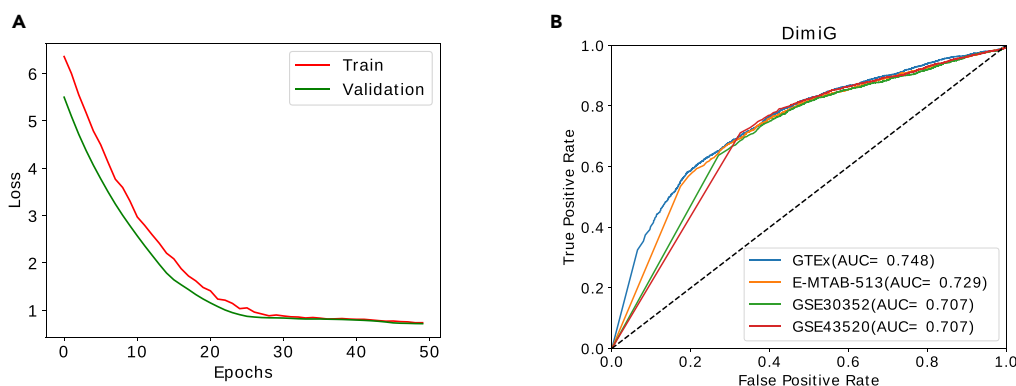 A
Loss
6
5
4
3
2
1
Train
Validation
0 10 20 30 40 50
Epochs
B
DimiG
True Positive Rate
1.0
0.8
0.6
0.4
0.2
0.0
GTEx(AUC= 0.748)
E-MTAB-513(AUC= 0.729)
GSE30352(AUC= 0.707)
GSE43520(AUC= 0.707)
0.0 0.2 0.4 0.6 0.8 1.0
False Positive Rate